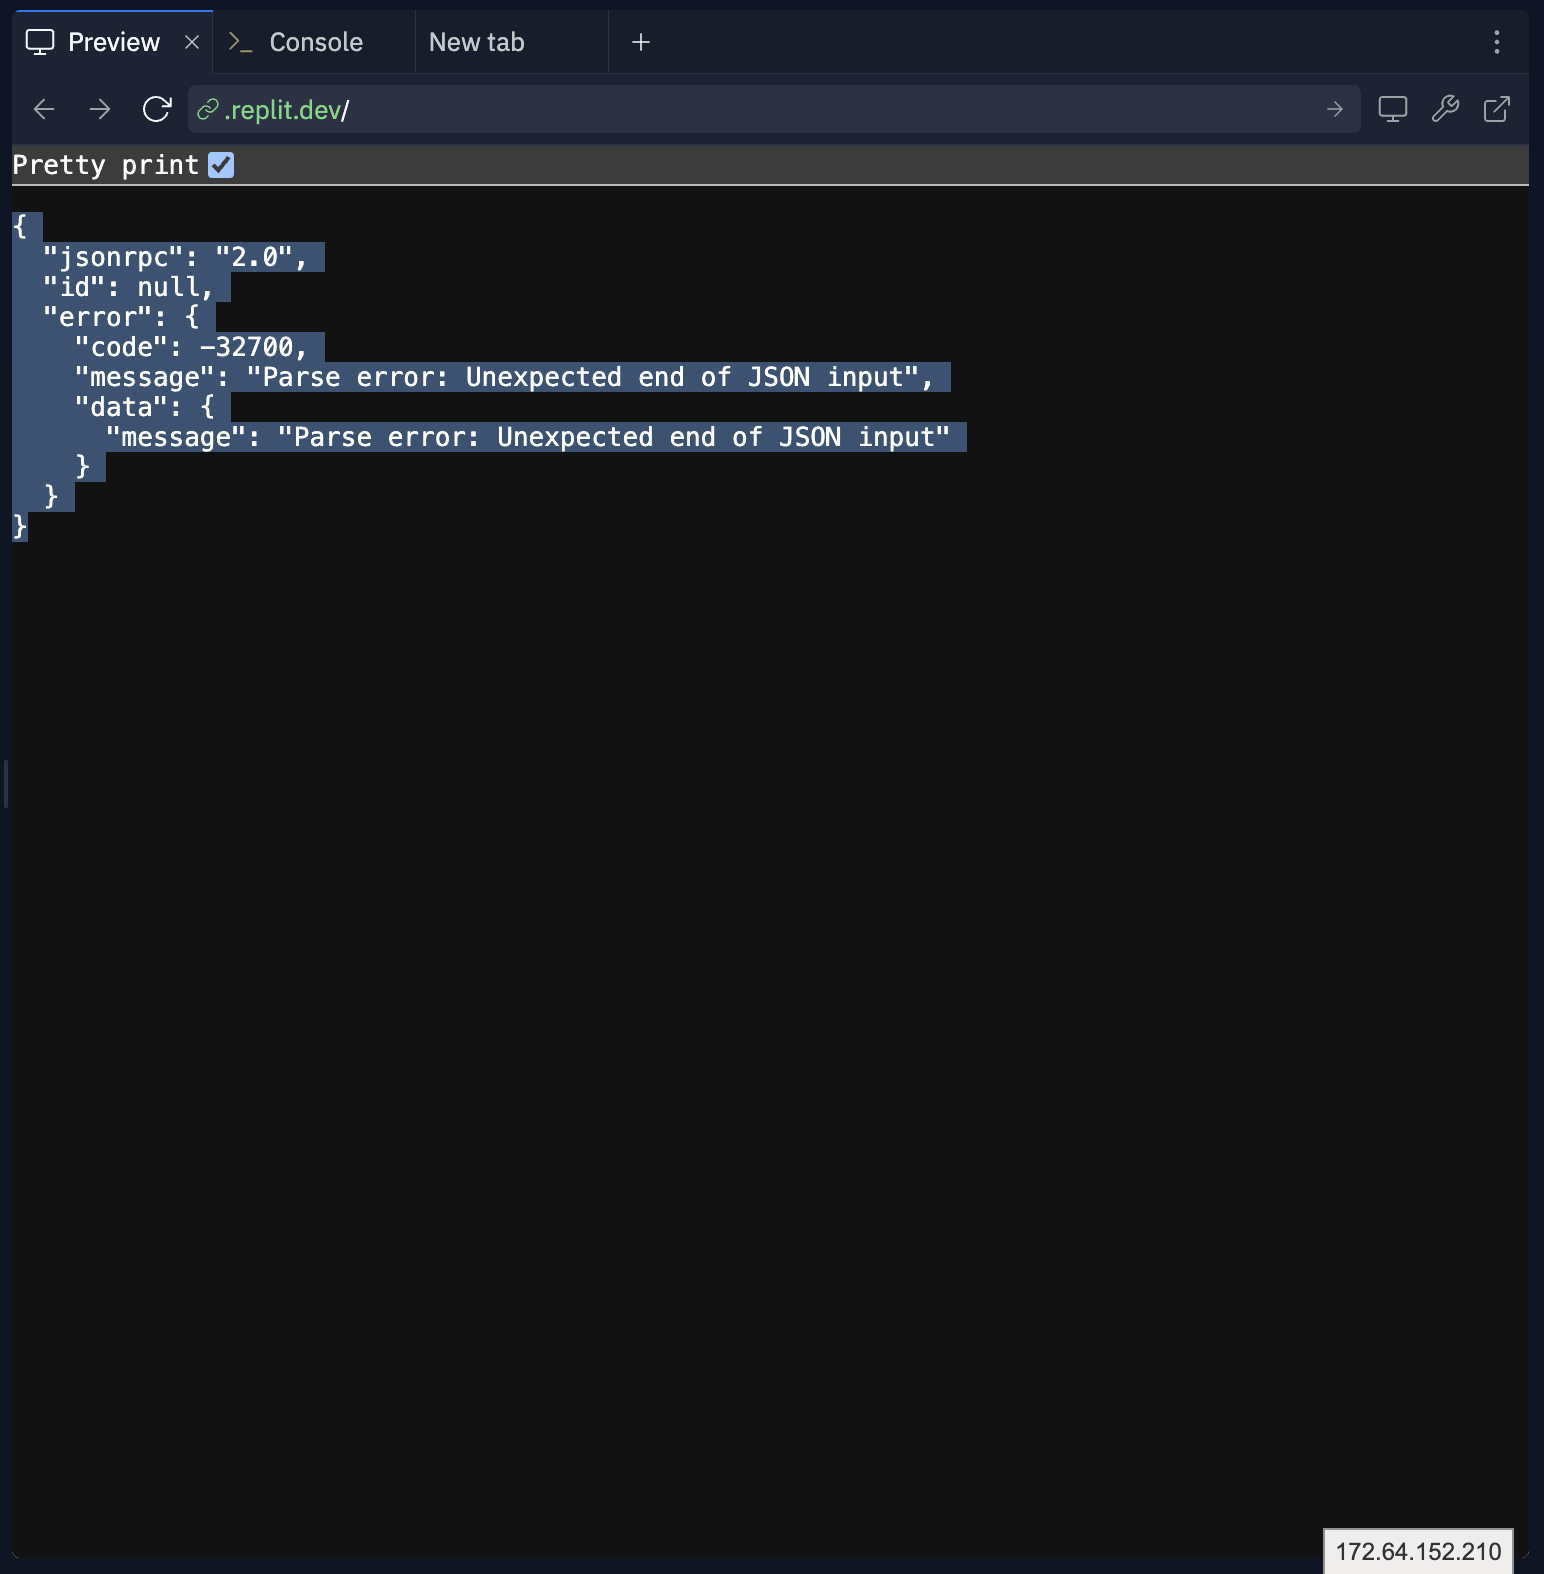 Preview
Console
New tab
.replit.dev/
Pretty print
{
  "jsonrpc": "2.0",
  "id": null,
  "error": {
    "code": -32700,
    "message": "Parse error: Unexpected end of JSON input",
    "data": {
      "message": "Parse error: Unexpected end of JSON input"
    }
  }
}
172.64.152.210